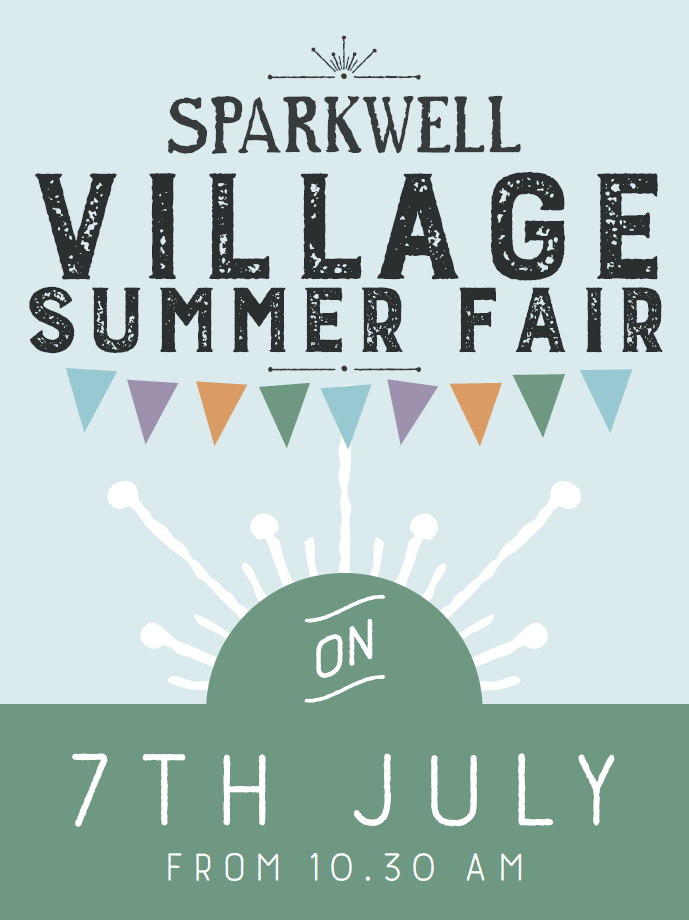 SPARKWELL
VILLAGE
SUMMER FAIR
ON
7TH JULY
FROM 10.30 AM